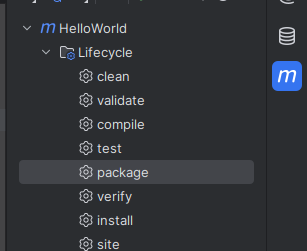 m HelloWorld
Lifecycle
clean
validate
compile
test
package
verify
install
site
m